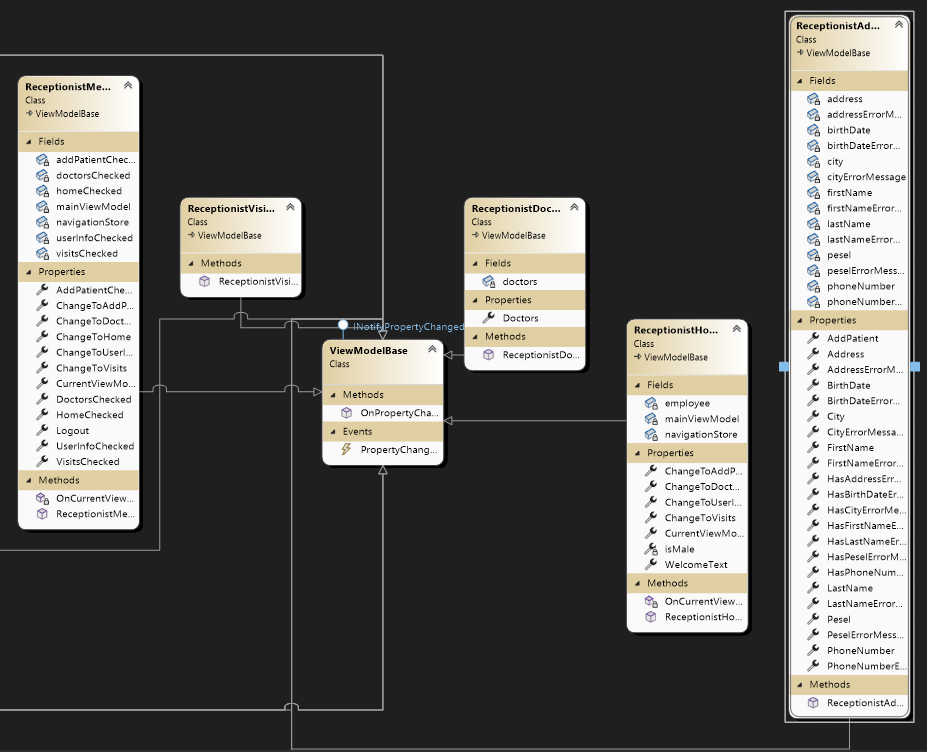 ReceptionistMe...
Class
ViewModelBase
Fields
addPatientChec...
doctorsChecked
homeChecked
mainViewModel
navigationStore
userInfoChecked
visitsChecked
Properties
AddPatientChe...
ChangeToAddP...
ChangeToDoct...
ChangeToHome
ChangeToUserI...
ChangeToVisits
CurrentViewMo...
DoctorsChecked
HomeChecked
Logout
UserInfoChecked
VisitsChecked
Methods
OnCurrentView...
ReceptionistMe...
ReceptionistVisi...
Class
ViewModelBase
Methods
ReceptionistVisi...
INotifyPropertyChanged
ViewModelBase
Class
Methods
OnPropertyCha...
Events
PropertyChang...
ReceptionistDoc...
Class
ViewModelBase
Fields
doctors
Properties
Doctors
Methods
ReceptionistDo...
ReceptionistHo...
Class
ViewModelBase
Fields
employee
mainViewModel
navigationStore
Properties
ChangeToAddP...
ChangeToDoct...
ChangeToUserI...
ChangeToVisits
CurrentViewMo...
isMale
WelcomeText
Methods
OnCurrentView...
ReceptionistHo...
ReceptionistAd...
Class
ViewModelBase
Fields
address
addressErrorM...
birthDate
birthDateError...
city
cityErrorMessage
firstName
firstNameError...
lastName
lastNameError...
pesel
peselErrorMess...
phoneNumber
phoneNumber...
Properties
AddPatient
Address
AddressErrorM...
BirthDate
BirthDateError...
City
CityErrorMessa...
FirstName
FirstNameError...
HasAddressErr...
HasBirthDateEr...
HasCityErrorMe...
HasFirstNameE...
HasLastNameEr...
HasPeselErrorM...
HasPhoneNum...
LastName
LastNameError...
Pesel
PeselErrorMess...
PhoneNumber
PhoneNumberE...
Methods
ReceptionistAd...